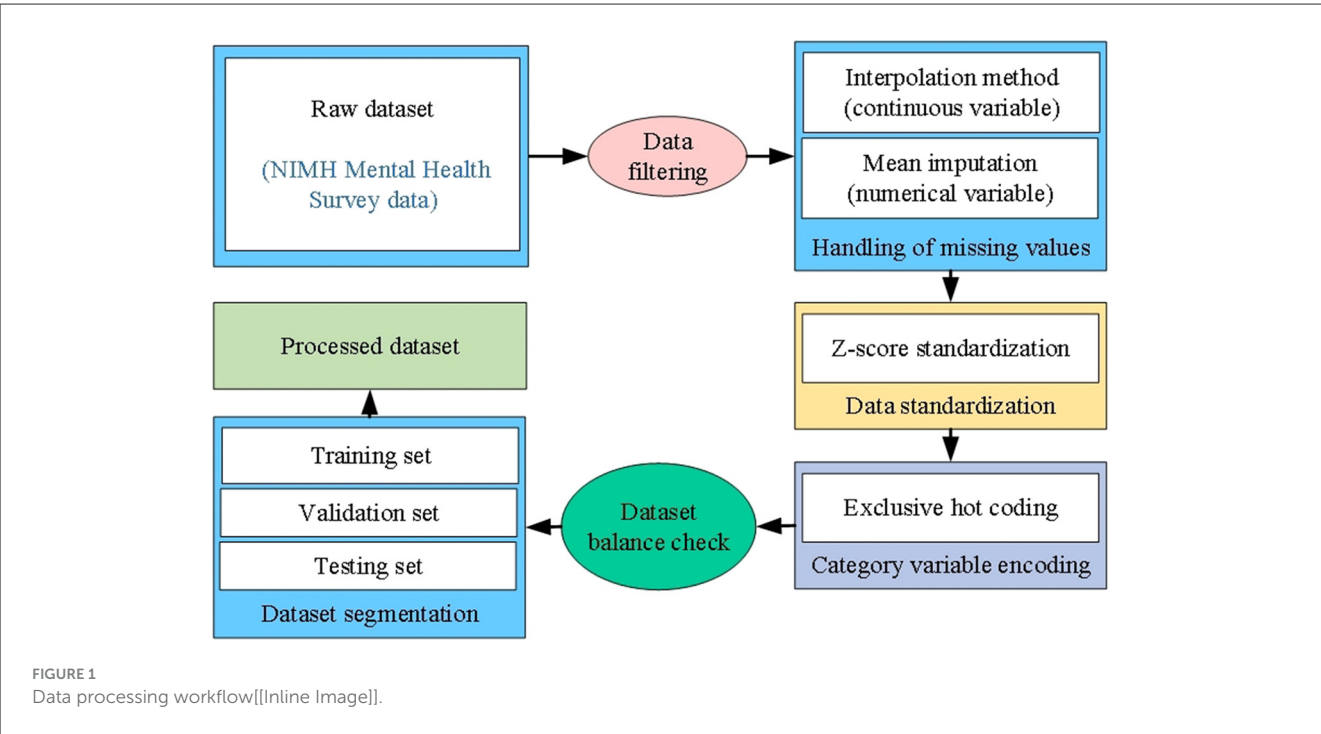 Raw dataset
(NIMH Mental Health
Survey data)
Data
filtering
Interpolation method
(continuous variable)
Mean imputation
(numerical variable)
Handling of missing values
Z-score standardization
Data standardization
Exclusive hot coding
Category variable encoding
Dataset
balance check
Training set
Validation set
Testing set
Dataset segmentation
Processed dataset
FIGURE 1
Data processing workflow[[Inline Image]].